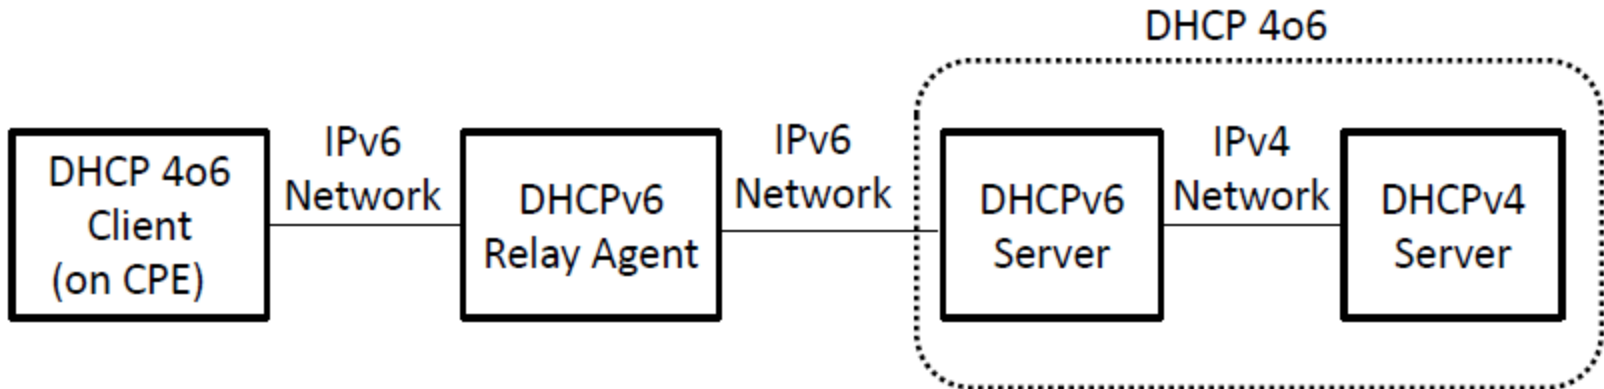 DHCP 4o6
DHCP 4o6
Client
(on CPE)
IPv6
Network
DHCPv6
Relay Agent
IPv6
Network
DHCPv6
Server
IPv4
Network
DHCPv4
Server